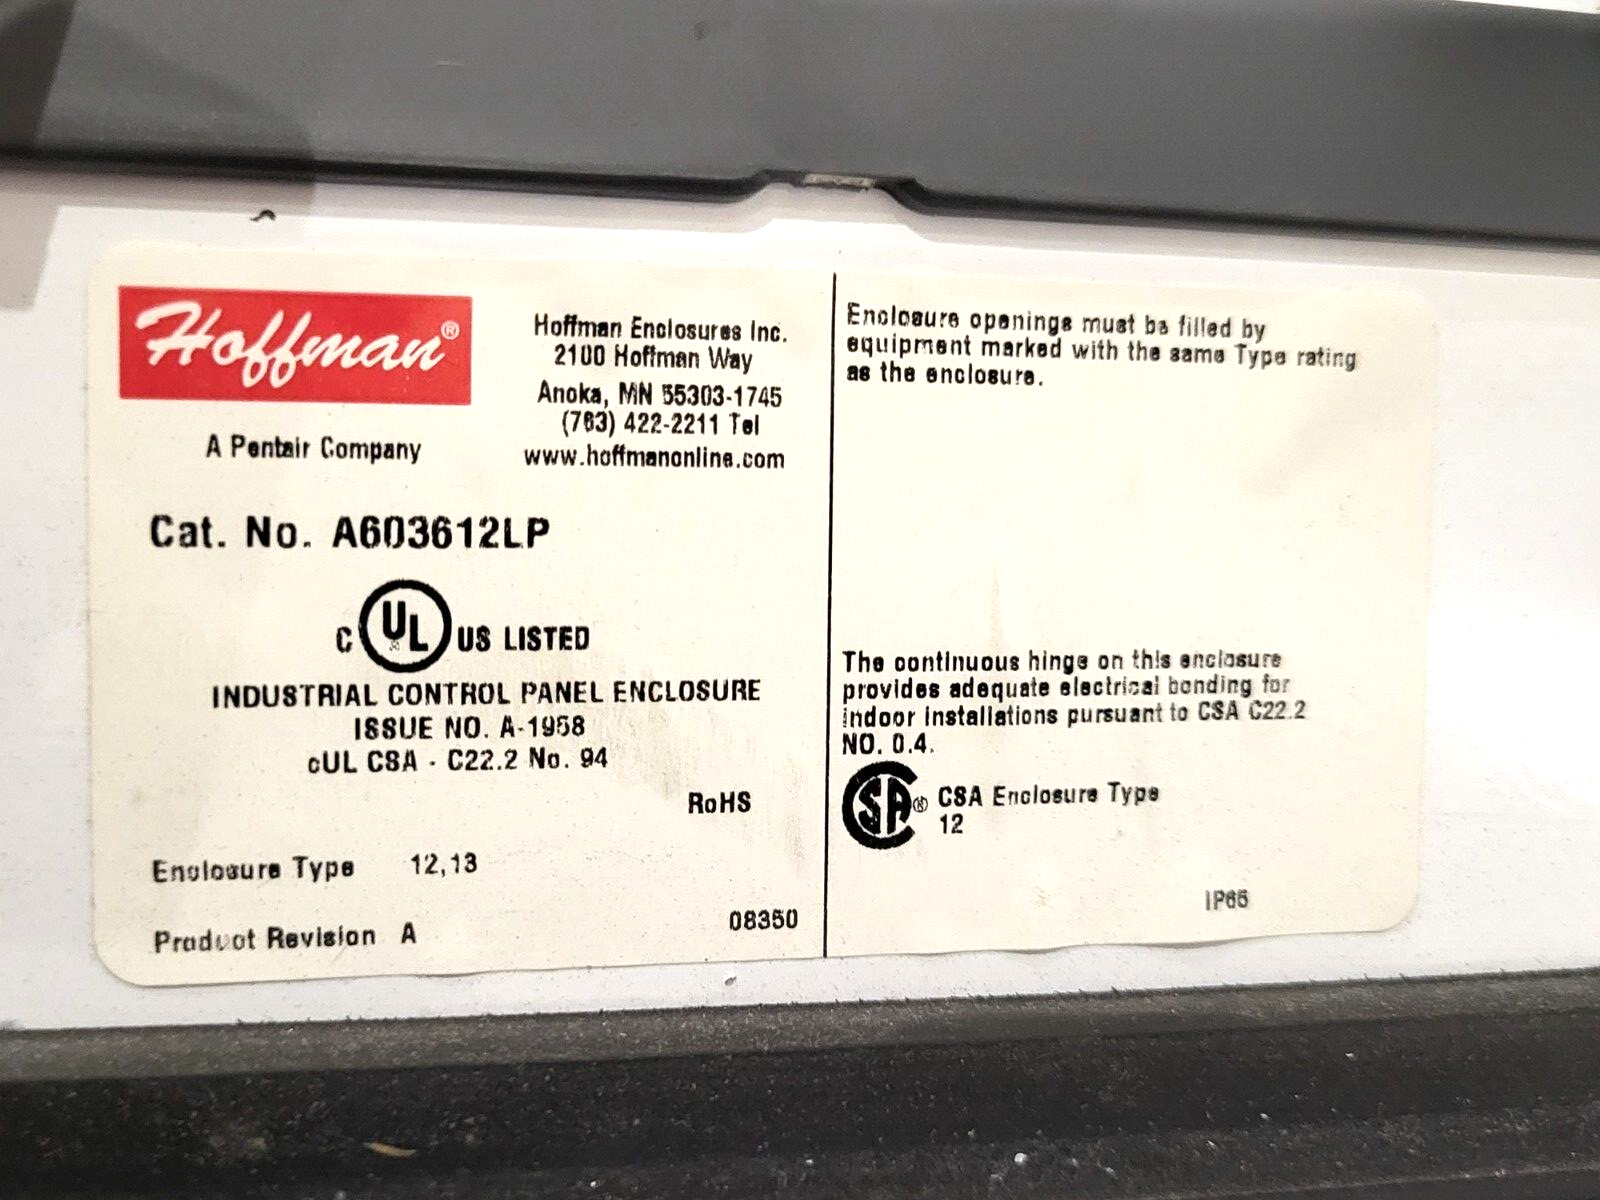 Hoffman®
A Pentair Company
Hoffman Enclosures Inc.
2100 Hoffman Way
Anoka, MN 55303-1745
(763) 422-2211 Tel
www.hoffmanonline.com
Cat. No. A603612LP
C UL US LISTED
INDUSTRIAL CONTROL PANEL ENCLOSURE
ISSUE NO. A-1958
cUL CSA - C22.2 No. 94
RoHS
Enclosure Type 12,13
Product Revision A
08350
Enclosure openings must be filled by
equipment marked with the same Type rating
as the enclosure.
The continuous hinge on this enclosure
provides adequate electrical bonding for
indoor installations pursuant to CSA C22.2
NO. 0.4.
SA® CSA Enclosure Type
12
IP65